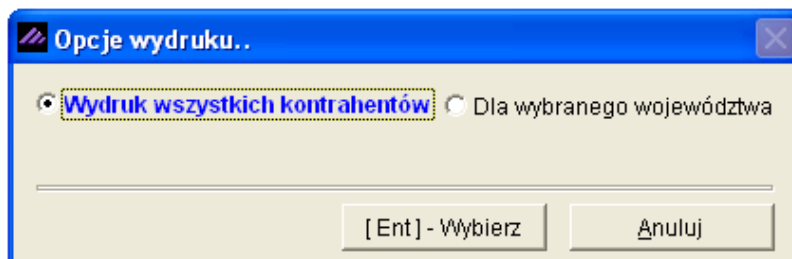 Opcje wydruku..
Wydruk wszystkich kontrahentów Dla wybranego województwa
[ Ent ] - Wybierz Anuluj